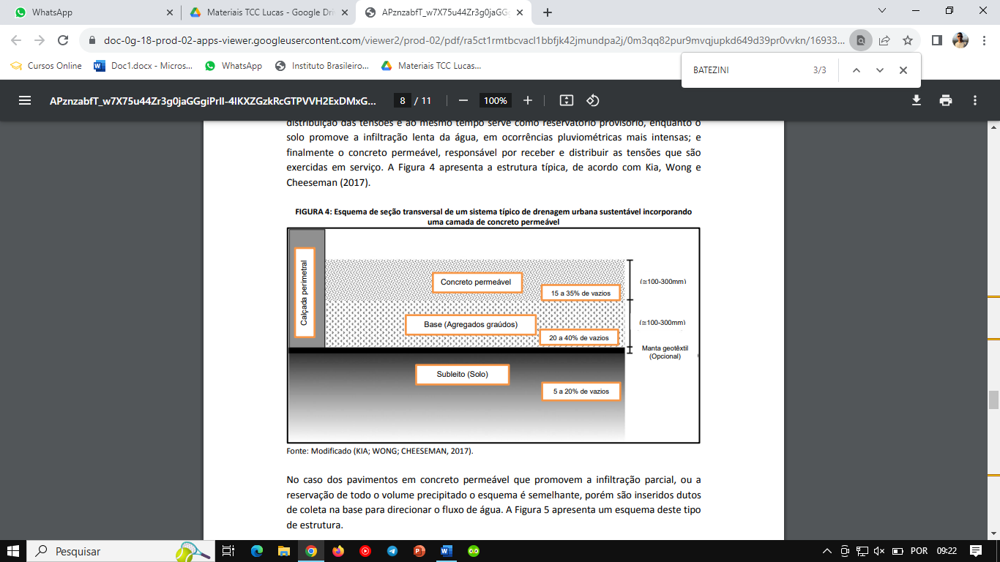 WhatsApp
Materiais TCC Lucas - Google Dri
APznzabfT_w7X75u44Zr3g0jaGG
doc-0g-18-prod-02-apps-viewer.googleusercontent.com/viewer2/prod-02/pdf/ra5ct1rmtbcvacl1bbfjk42jmundpa2j/0m3qq82pur9mvqjupkd649d39pr0vvkn/16933...
Cursos Online
Doc1.docx - Micros...
WhatsApp
Instituto Brasileiro...
Materiais TCC Lucas...
BATEZINI 3/3
APznzabfT_w7X75u44Zr3g0jaGGgiPrlI-4lKXZGzkRcGTPVVH2ExDMxG...
8 / 11
100%
distribuição das tensões e ao mesmo tempo serve como reservatório provisório, enquanto o
solo promove a infiltração lenta da água, em ocorrências pluviométricas mais intensas; e
finalmente o concreto permeável, responsável por receber e distribuir as tensões que são
exercidas em serviço. A Figura 4 apresenta a estrutura típica, de acordo com Kia, Wong e
Cheeseman (2017).
FIGURA 4: Esquema de seção transversal de um sistema típico de drenagem urbana sustentável incorporando
uma camada de concreto permeável
Calçada perimetral
Concreto permeável
(≅100-300mm)
15 a 35% de vazios
Base (Agregados graúdos)
(≅100-300mm)
20 a 40% de vazios
Manta geotêxtil
(Opcional)
Subleito (Solo)
5 a 20% de vazios
Fonte: Modificado (KIA; WONG; CHEESEMAN, 2017).
No caso dos pavimentos em concreto permeável que promovem a infiltração parcial, ou a
reservação de todo o volume precipitado o esquema é semelhante, porém são inseridos dutos
de coleta na base para direcionar o fluxo de água. A Figura 5 apresenta um esquema deste tipo
de estrutura.
Pesquisar
POR 09:22